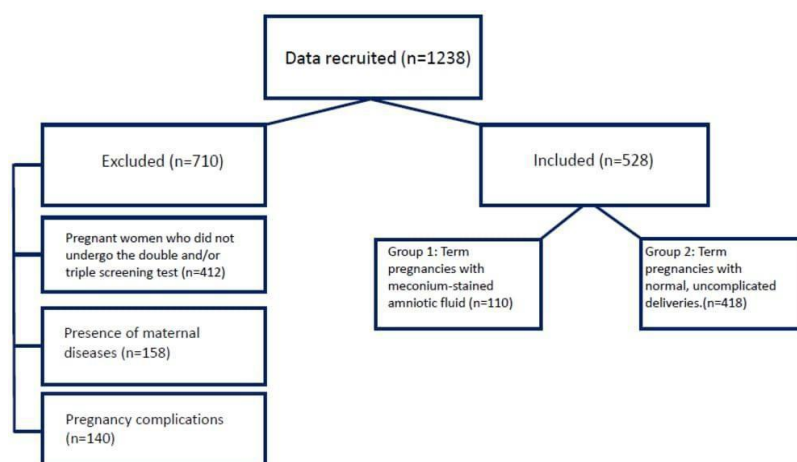 Data recruited (n=1238)
Excluded (n=710)
Included (n=528)
Pregnant women who did not
undergo the double and/or
triple screening test (n=412)
Presence of maternal
diseases (n=158)
Pregnancy complications
(n=140)
Group 1: Term
pregnancies with
meconium-stained
amniotic fluid (n=110)
Group 2: Term
pregnancies with
normal, uncomplicated
deliveries.(n=418)